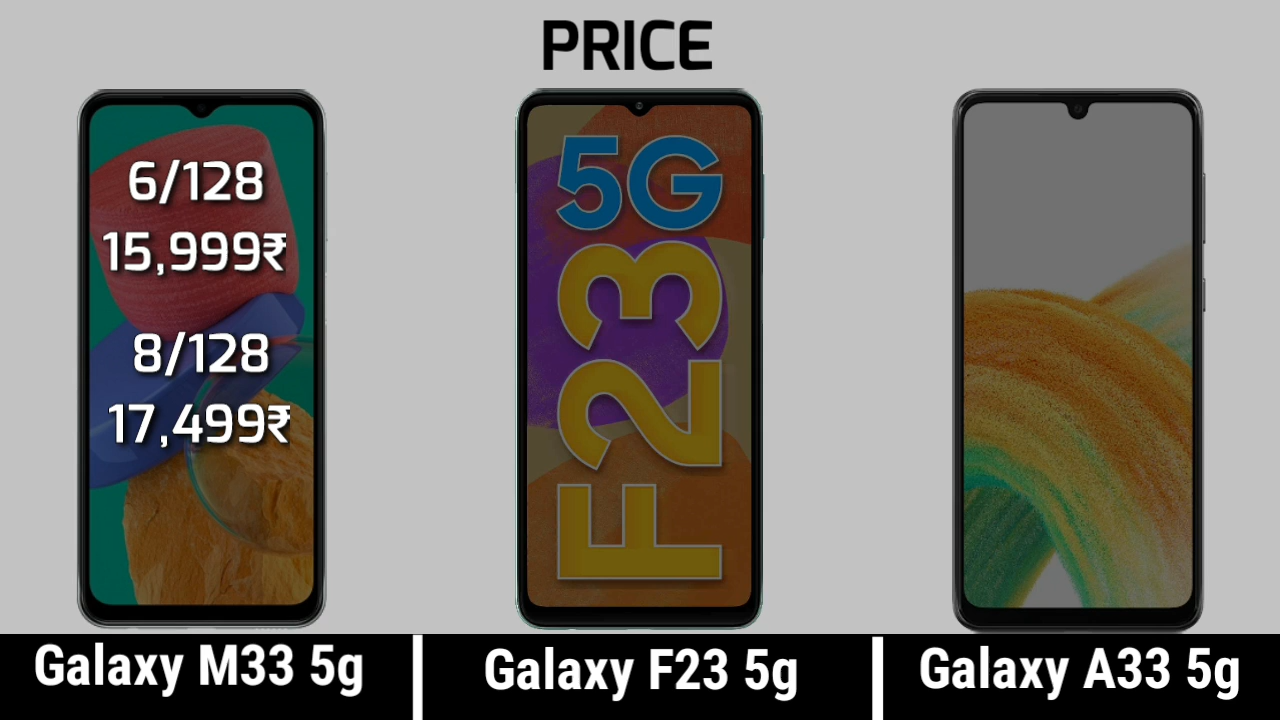 PRICE
6/128
15,999₹
8/128
17,499₹
5G
F23
Galaxy M33 5g
Galaxy F23 5g
Galaxy A33 5g